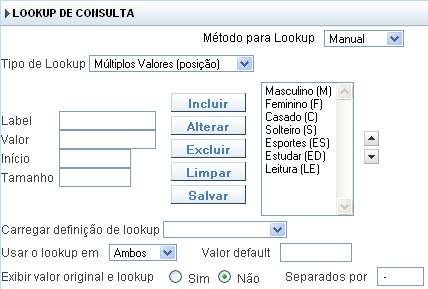 LOOKUP DE CONSULTA
Método para Lookup Manual
Tipo de Lookup Múltiplos Valores (posição)
Label
Valor
Início
Tamanho
Incluir
Alterar
Excluir
Limpar
Salvar
Masculino (M)
Feminino (F)
Casado (C)
Solteiro (S)
Esportes (ES)
Estudar (ED)
Leitura (LE)
Carregar definição de lookup
Usar o lookup em Ambos Valor default
Exibir valor original e lookup Sim Não Separados por -